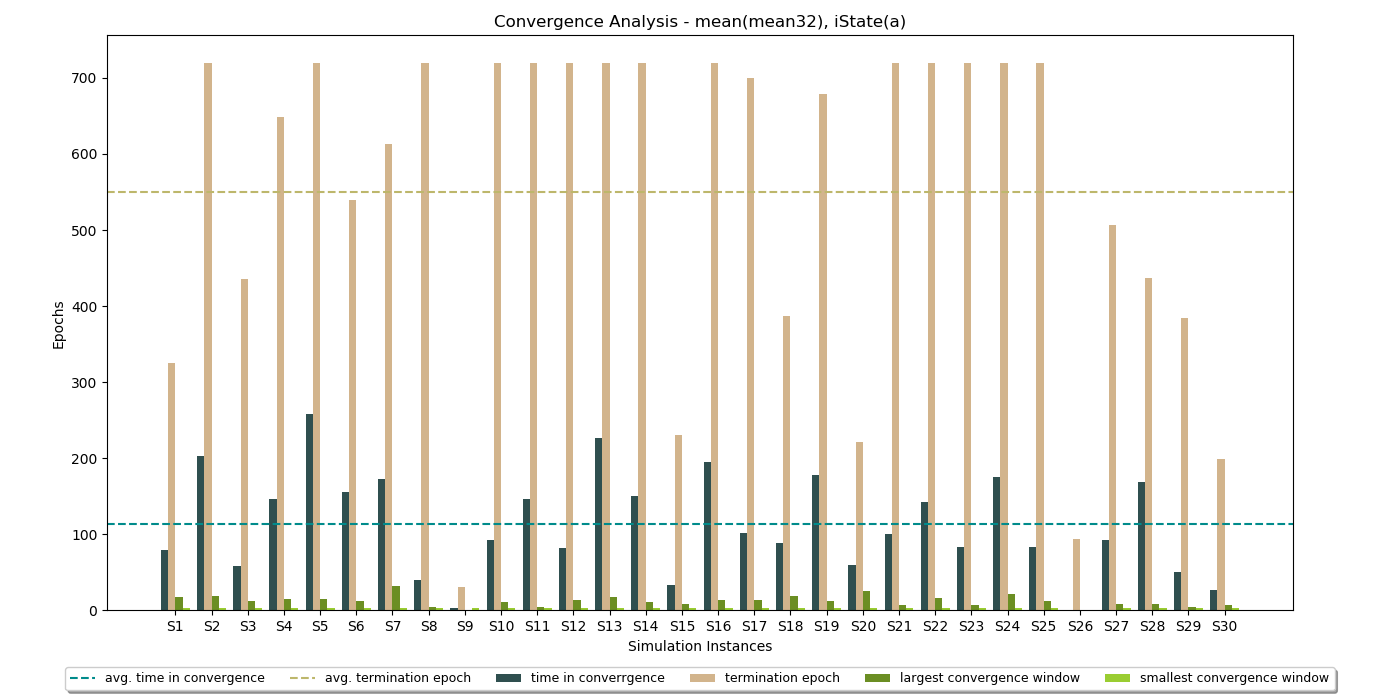 Convergence Analysis - mean(mean32), iState(a)
700
600
500
400
300
200
100
0
Epochs
S1 S2 S3 S4 S5 S6 S7 S8 S9 S10 S11 S12 S13 S14 S15 S16 S17 S18 S19 S20 S21 S22 S23 S24 S25 S26 S27 S28 S29 S30
Simulation Instances
avg. time in convergence avg. termination epoch time in converrgence termination epoch largest convergence window smallest convergence window